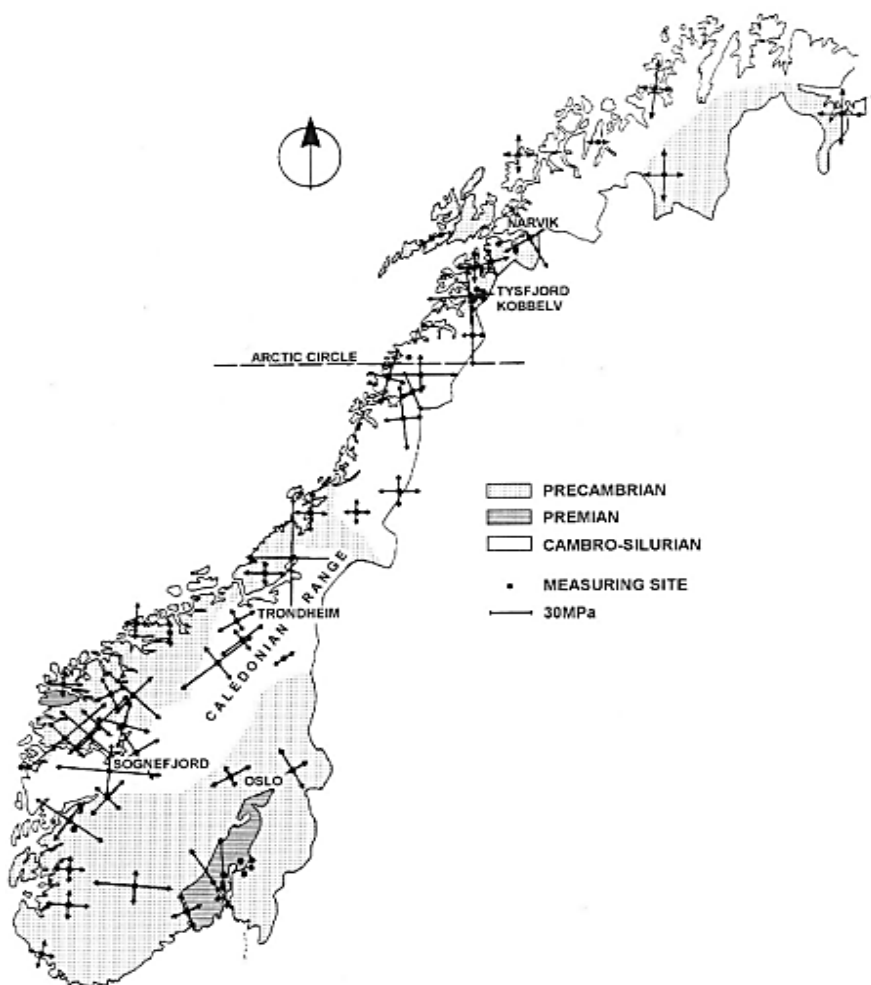 NARVIK
TYSFJORD
KOBBELV
ARCTIC CIRCLE
PRECAMBRIAN
PREMIAN
CAMBRO-SILURIAN
MEASURING SITE
30MPa
TRONDHEIM
CALEDONIAN RANGE
SOGNEFJORD
OSLO